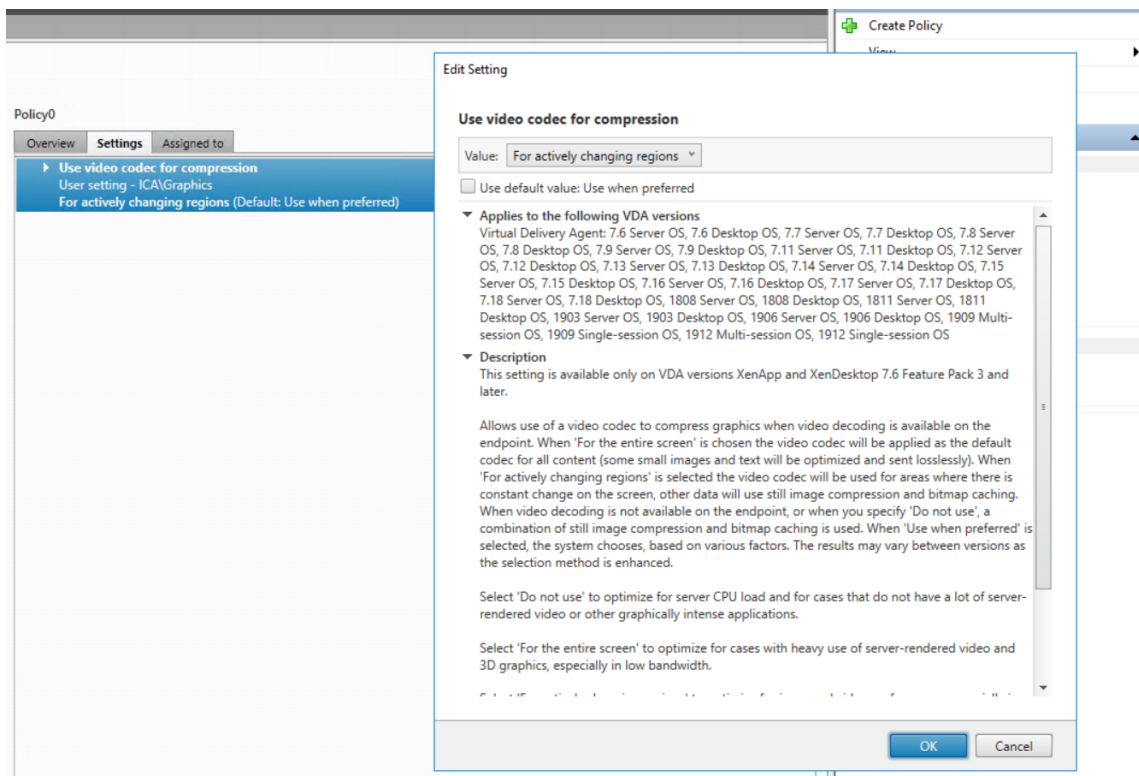 Create Policy
View
Edit Setting
Policy0
Overview Settings Assigned to
Use video codec for compression
User setting - ICA\Graphics
For actively changing regions (Default: Use when preferred)
Use video codec for compression
Value: For actively changing regions
Use default value: Use when preferred
Applies to the following VDA versions
Virtual Delivery Agent: 7.6 Server OS, 7.6 Desktop OS, 7.7 Server OS, 7.7 Desktop OS, 7.8 Server
OS, 7.8 Desktop OS, 7.9 Server OS, 7.9 Desktop OS, 7.11 Server OS, 7.11 Desktop OS, 7.12 Server
OS, 7.12 Desktop OS, 7.13 Server OS, 7.13 Desktop OS, 7.14 Server OS, 7.14 Desktop OS, 7.15
Server OS, 7.15 Desktop OS, 7.16 Server OS, 7.16 Desktop OS, 7.17 Server OS, 7.17 Desktop OS,
7.18 Server OS, 7.18 Desktop OS, 1808 Server OS, 1808 Desktop OS, 1811 Server OS, 1811
Desktop OS, 1903 Server OS, 1903 Desktop OS, 1906 Server OS, 1906 Desktop OS, 1909 Multi-
session OS, 1909 Single-session OS, 1912 Multi-session OS, 1912 Single-session OS
Description
This setting is available only on VDA versions XenApp and XenDesktop 7.6 Feature Pack 3 and
later.
Allows use of a video codec to compress graphics when video decoding is available on the
endpoint. When 'For the entire screen' is chosen the video codec will be applied as the default
codec for all content (some small images and text will be optimized and sent losslessly). When
'For actively changing regions' is selected the video codec will be used for areas where there is
constant change on the screen, other data will use still image compression and bitmap caching.
When video decoding is not available on the endpoint, or when you specify 'Do not use', a
combination of still image compression and bitmap caching is used. When 'Use when preferred' is
selected, the system chooses, based on various factors. The results may vary between versions as
the selection method is enhanced.
Select 'Do not use' to optimize for server CPU load and for cases that do not have a lot of server-
rendered video or other graphically intense applications.
Select 'For the entire screen' to optimize for cases with heavy use of server-rendered video and
3D graphics, especially in low bandwidth.
OK Cancel